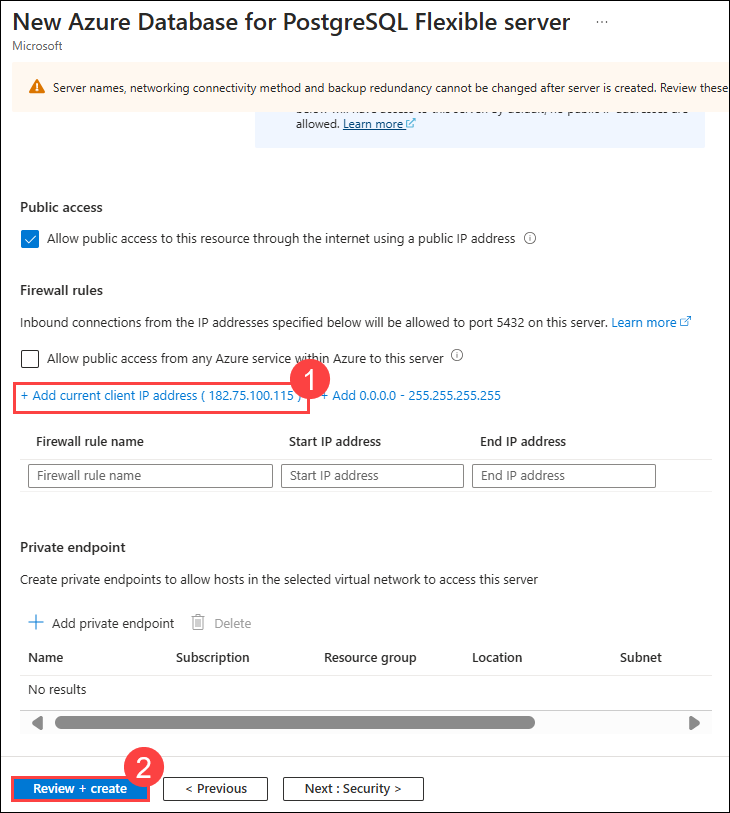 New Azure Database for PostgreSQL Flexible server ...
Microsoft
Server names, networking connectivity method and backup redundancy cannot be changed after server is created. Review these
allowed. Learn more
Public access
Allow public access to this resource through the internet using a public IP address
Firewall rules
Inbound connections from the IP addresses specified below will be allowed to port 5432 on this server. Learn more
Allow public access from any Azure service within Azure to this server
1
+ Add current client IP address ( 182.75.100.115 ) + Add 0.0.0.0 - 255.255.255.255
Firewall rule name Start IP address End IP address
Firewall rule name Start IP address End IP address
Private endpoint
Create private endpoints to allow hosts in the selected virtual network to access this server
+ Add private endpoint Delete
Name Subscription Resource group Location Subnet
No results
2
Review + create < Previous Next : Security >